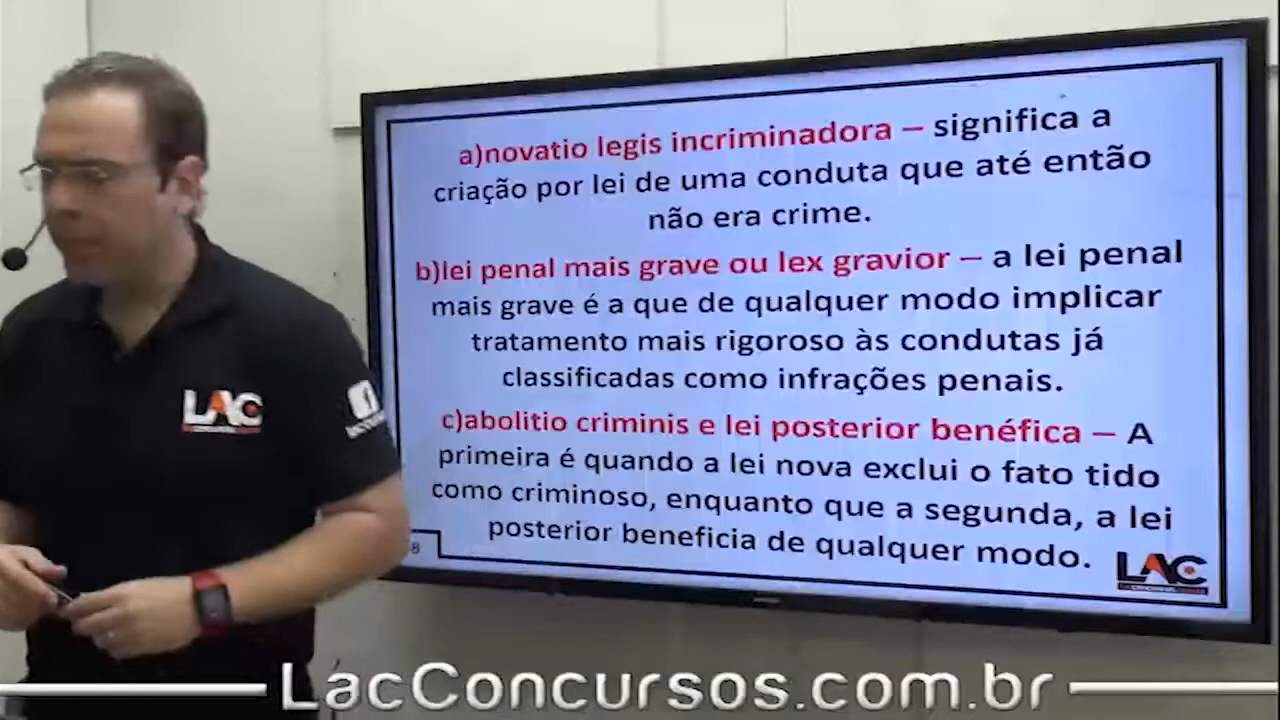 a)novatio legis incriminadora – significa a
criação por lei de uma conduta que até então
não era crime.
b)lei penal mais grave ou lex gravior – a lei penal
mais grave é a que de qualquer modo implicar
tratamento mais rigoroso às condutas já
classificadas como infrações penais.
c)abolitio criminis e lei posterior benéfica – A
primeira é quando a lei nova exclui o fato tido
como criminoso, enquanto que a segunda, a lei
posterior beneficia de qualquer modo.
8
LAC
LAC
LacConcursos.com.br